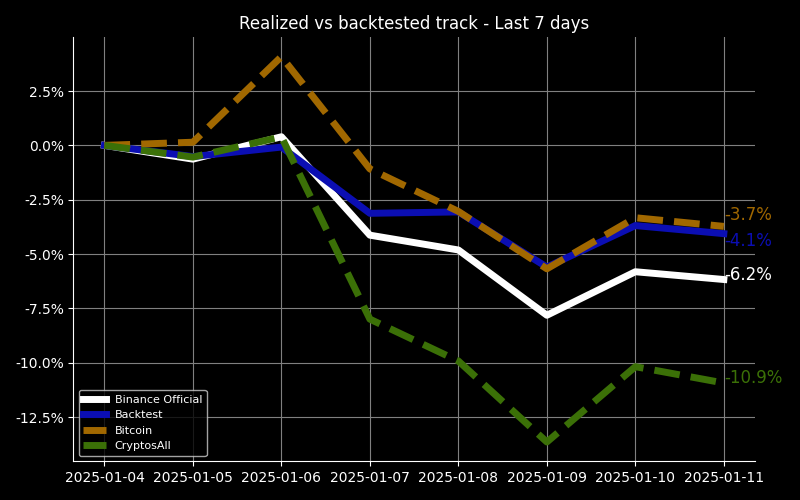 Realized vs backtested track - Last 7 days
2.5%
0.0%
-2.5%
-5.0%
-7.5%
-10.0%
-12.5%
-3.7%
-4.1%
-6.2%
-10.9%
Binance Official
Backtest
Bitcoin
CryptosAll
2025-01-04 2025-01-05 2025-01-06 2025-01-07 2025-01-08 2025-01-09 2025-01-10 2025-01-11